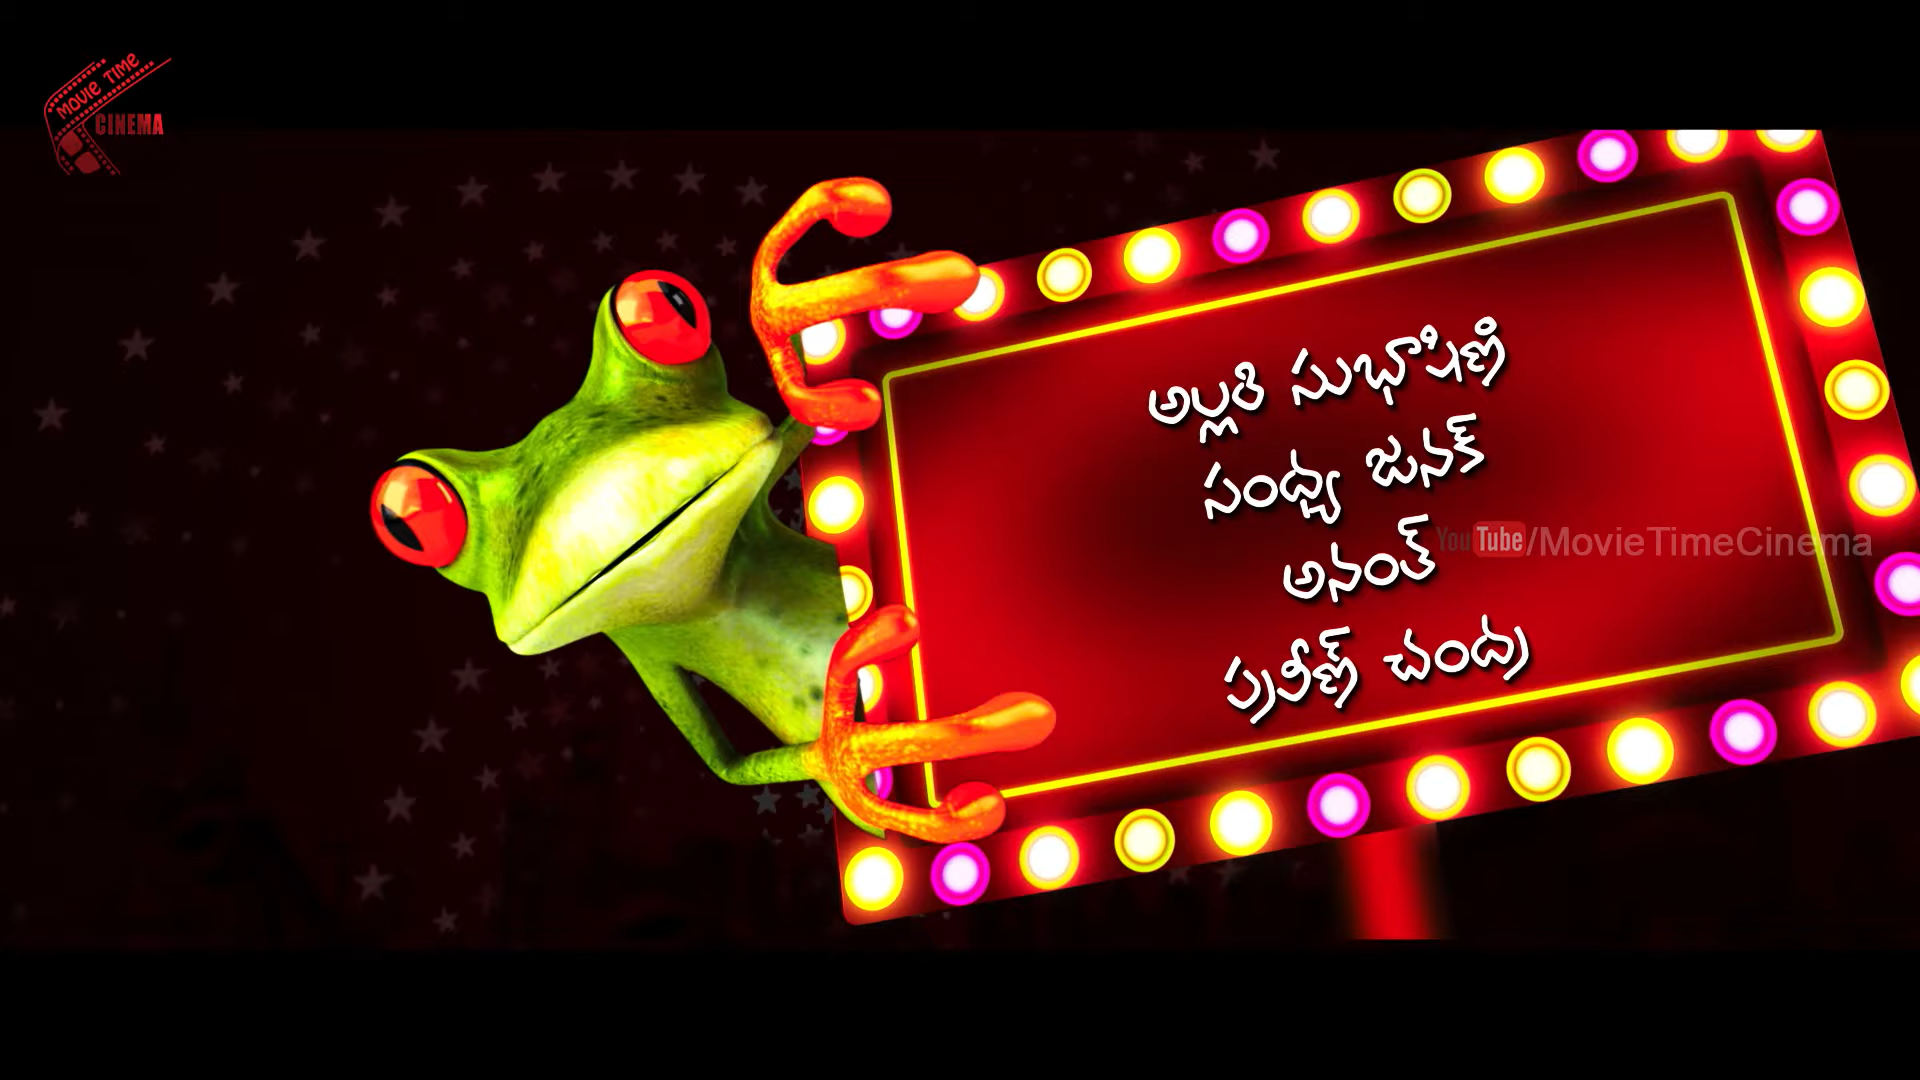 MOVIE TIME
CINEMA
అల్లరి సుభాషిణి
సంధ్య జనక్
అనంత్
ప్రవీణ్ చంద్ర
YouTube/MovieTimeCinema